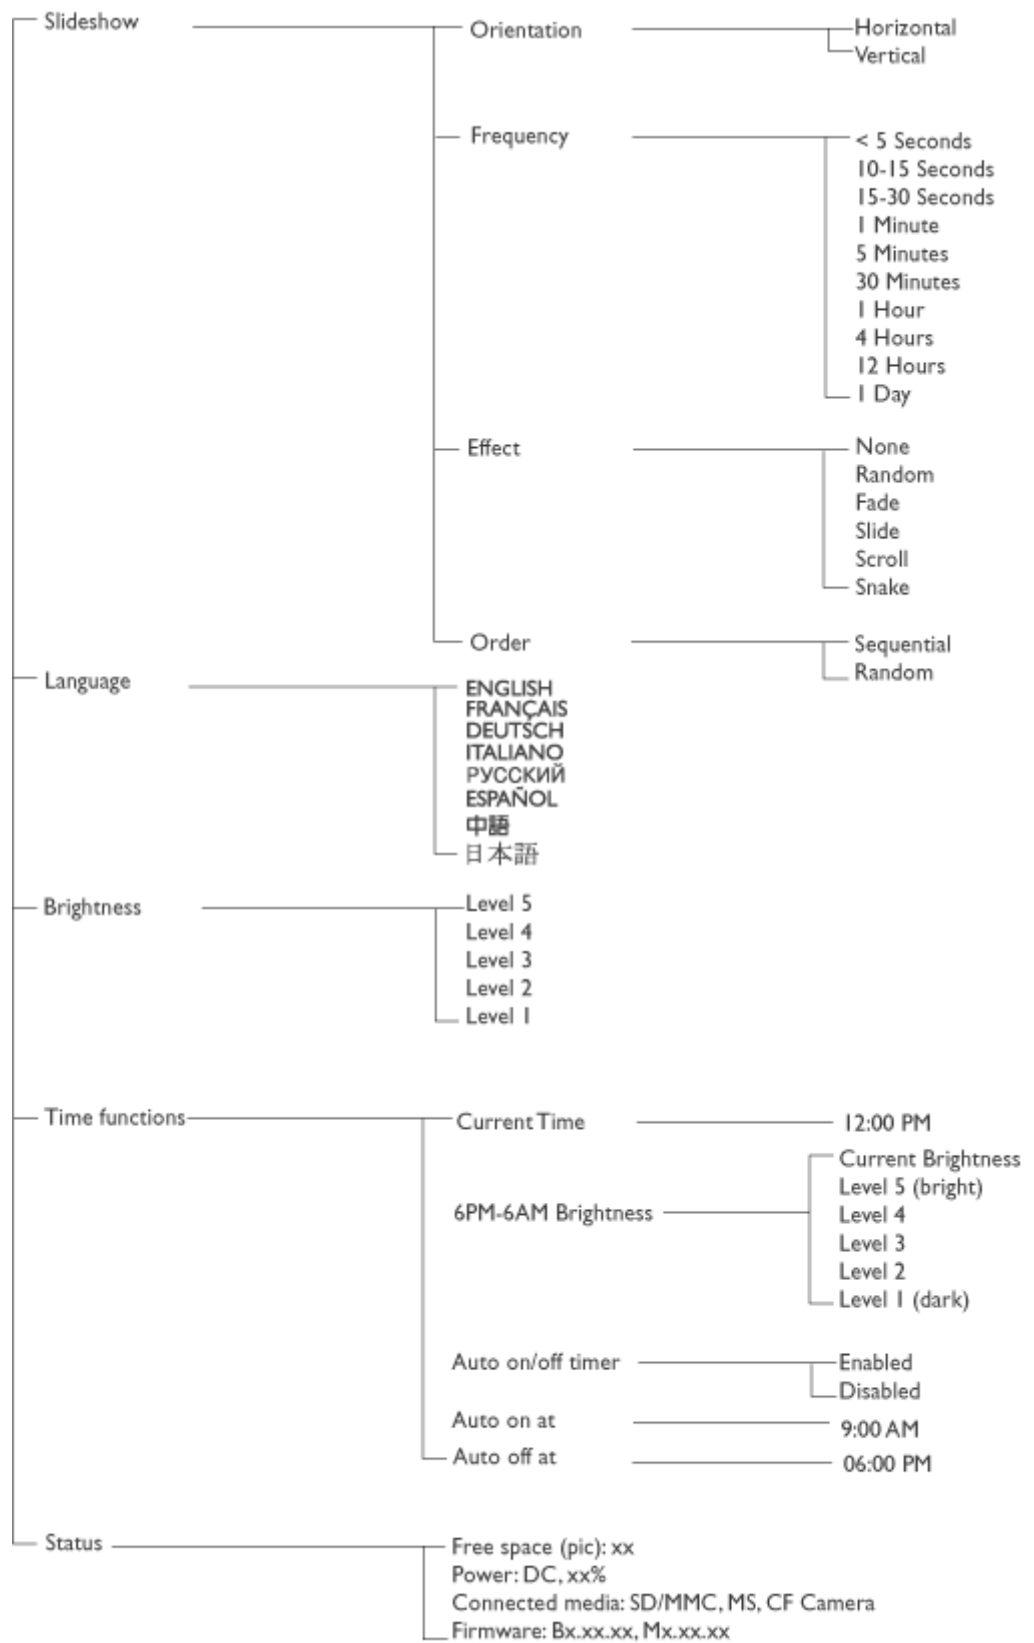 Slideshow
Orientation
Horizontal
Vertical
Frequency
< 5 Seconds
10-15 Seconds
15-30 Seconds
1 Minute
5 Minutes
30 Minutes
1 Hour
4 Hours
12 Hours
1 Day
Effect
None
Random
Fade
Slide
Scroll
Snake
Order
Sequential
Random
Language
ENGLISH
FRANÇAIS
DEUTSCH
ITALIANO
РУССКИЙ
ESPAÑOL
中語
日本語
Brightness
Level 5
Level 4
Level 3
Level 2
Level 1
Time functions
Current Time
12:00 PM
6PM-6AM Brightness
Current Brightness
Level 5 (bright)
Level 4
Level 3
Level 2
Level 1 (dark)
Auto on/off timer
Enabled
Disabled
Auto on at
9:00 AM
Auto off at
06:00 PM
Status
Free space (pic): xx
Power: DC, xx%
Connected media: SD/MMC, MS, CF Camera
Firmware: Bx.xx.xx, Mx.xx.xx